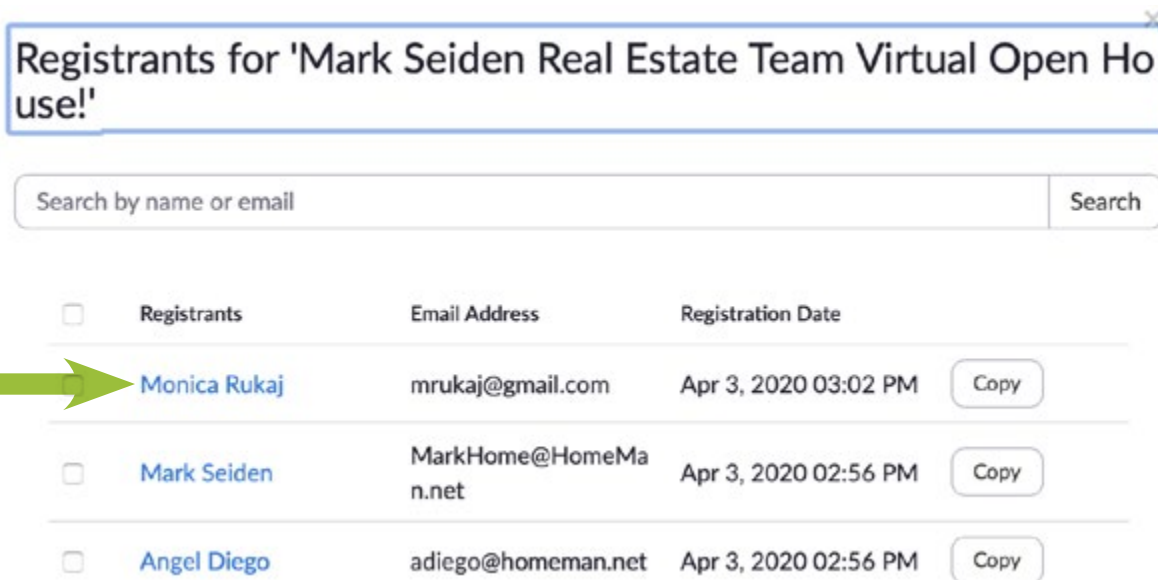 Registrants for 'Mark Seiden Real Estate Team Virtual Open Ho
use!'
Search by name or email Search
Registrants Email Address Registration Date
Monica Rukaj mrukaj@gmail.com Apr 3, 2020 03:02 PM Copy
Mark Seiden MarkHome@HomeMa Apr 3, 2020 02:56 PM Copy
n.net
Angel Diego adiego@homeman.net Apr 3, 2020 02:56 PM Copy